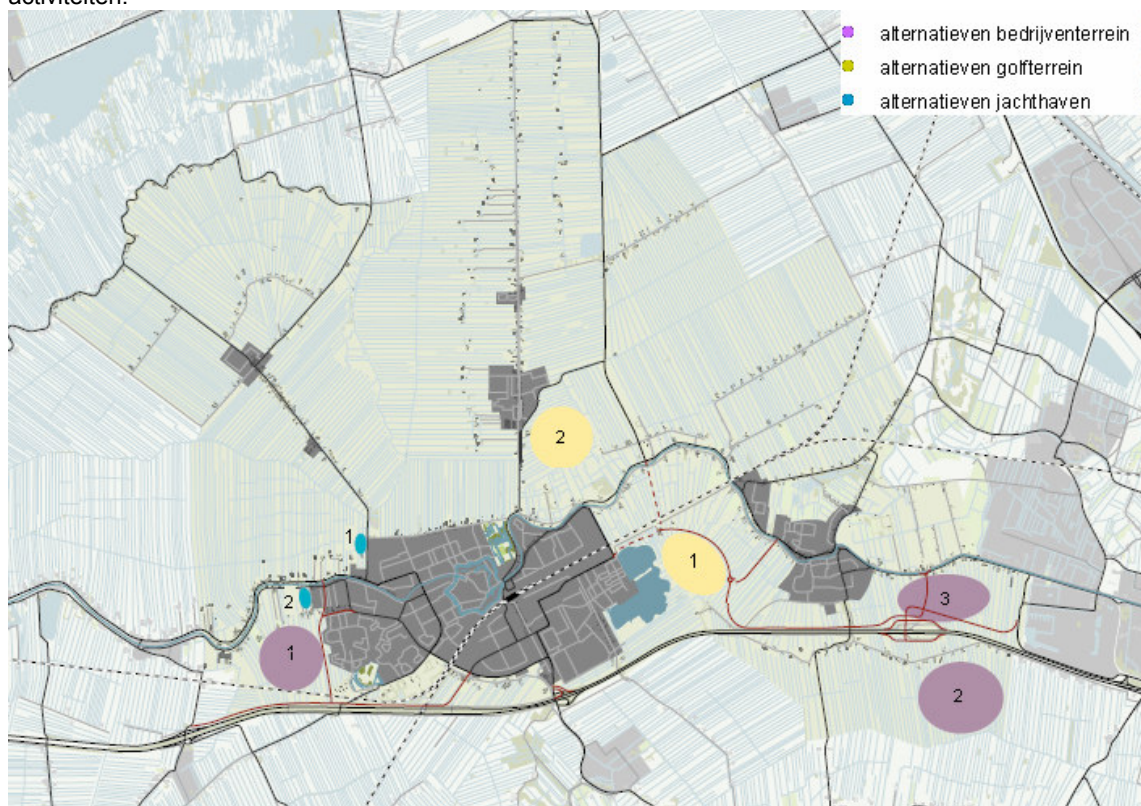 activiteiten.
alternatieven bedrijventerrein
alternatieven golfterrein
alternatieven jachthaven
2
1
1
2
1
3
2